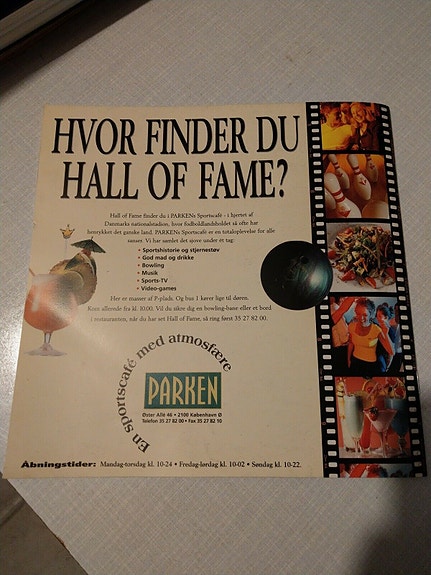 HVOR FINDER DU
HALL OF FAME?
Hall of Fame finder du i PARKENs Sportscafé - i hjertet af
Danmarks nationalstadion, hvor fodboldlandsholdet så ofte har
henrykket det ganske land. PARKENs Sportscafé er en totaloplevelse for alle
sanser. Vi har samlet det sjove under ét tag:
• Sportshistorie og stjernestøv
• God mad og drikke
• Bowling
• Musik
• Sports-TV
• Video-games
Her er masser af P-plads. Og bus 1 kører lige til døren.
Kom allerede fra kl. 10.00. Vil du sikre dig en bowling-bane eller et bord
i restauranten, når du har set Hall of Fame, så ring først 35 27 82 00.
En sportscafé med atmosfære
PARKEN
Øster Allé 46 • 2100 København Ø
Telefon 35 27 82 00 • Fax 35 27 82 10
Åbningstider: Mandag-torsdag kl. 10-24 • Fredag-lørdag kl. 10-02 • Søndag kl. 10-22.